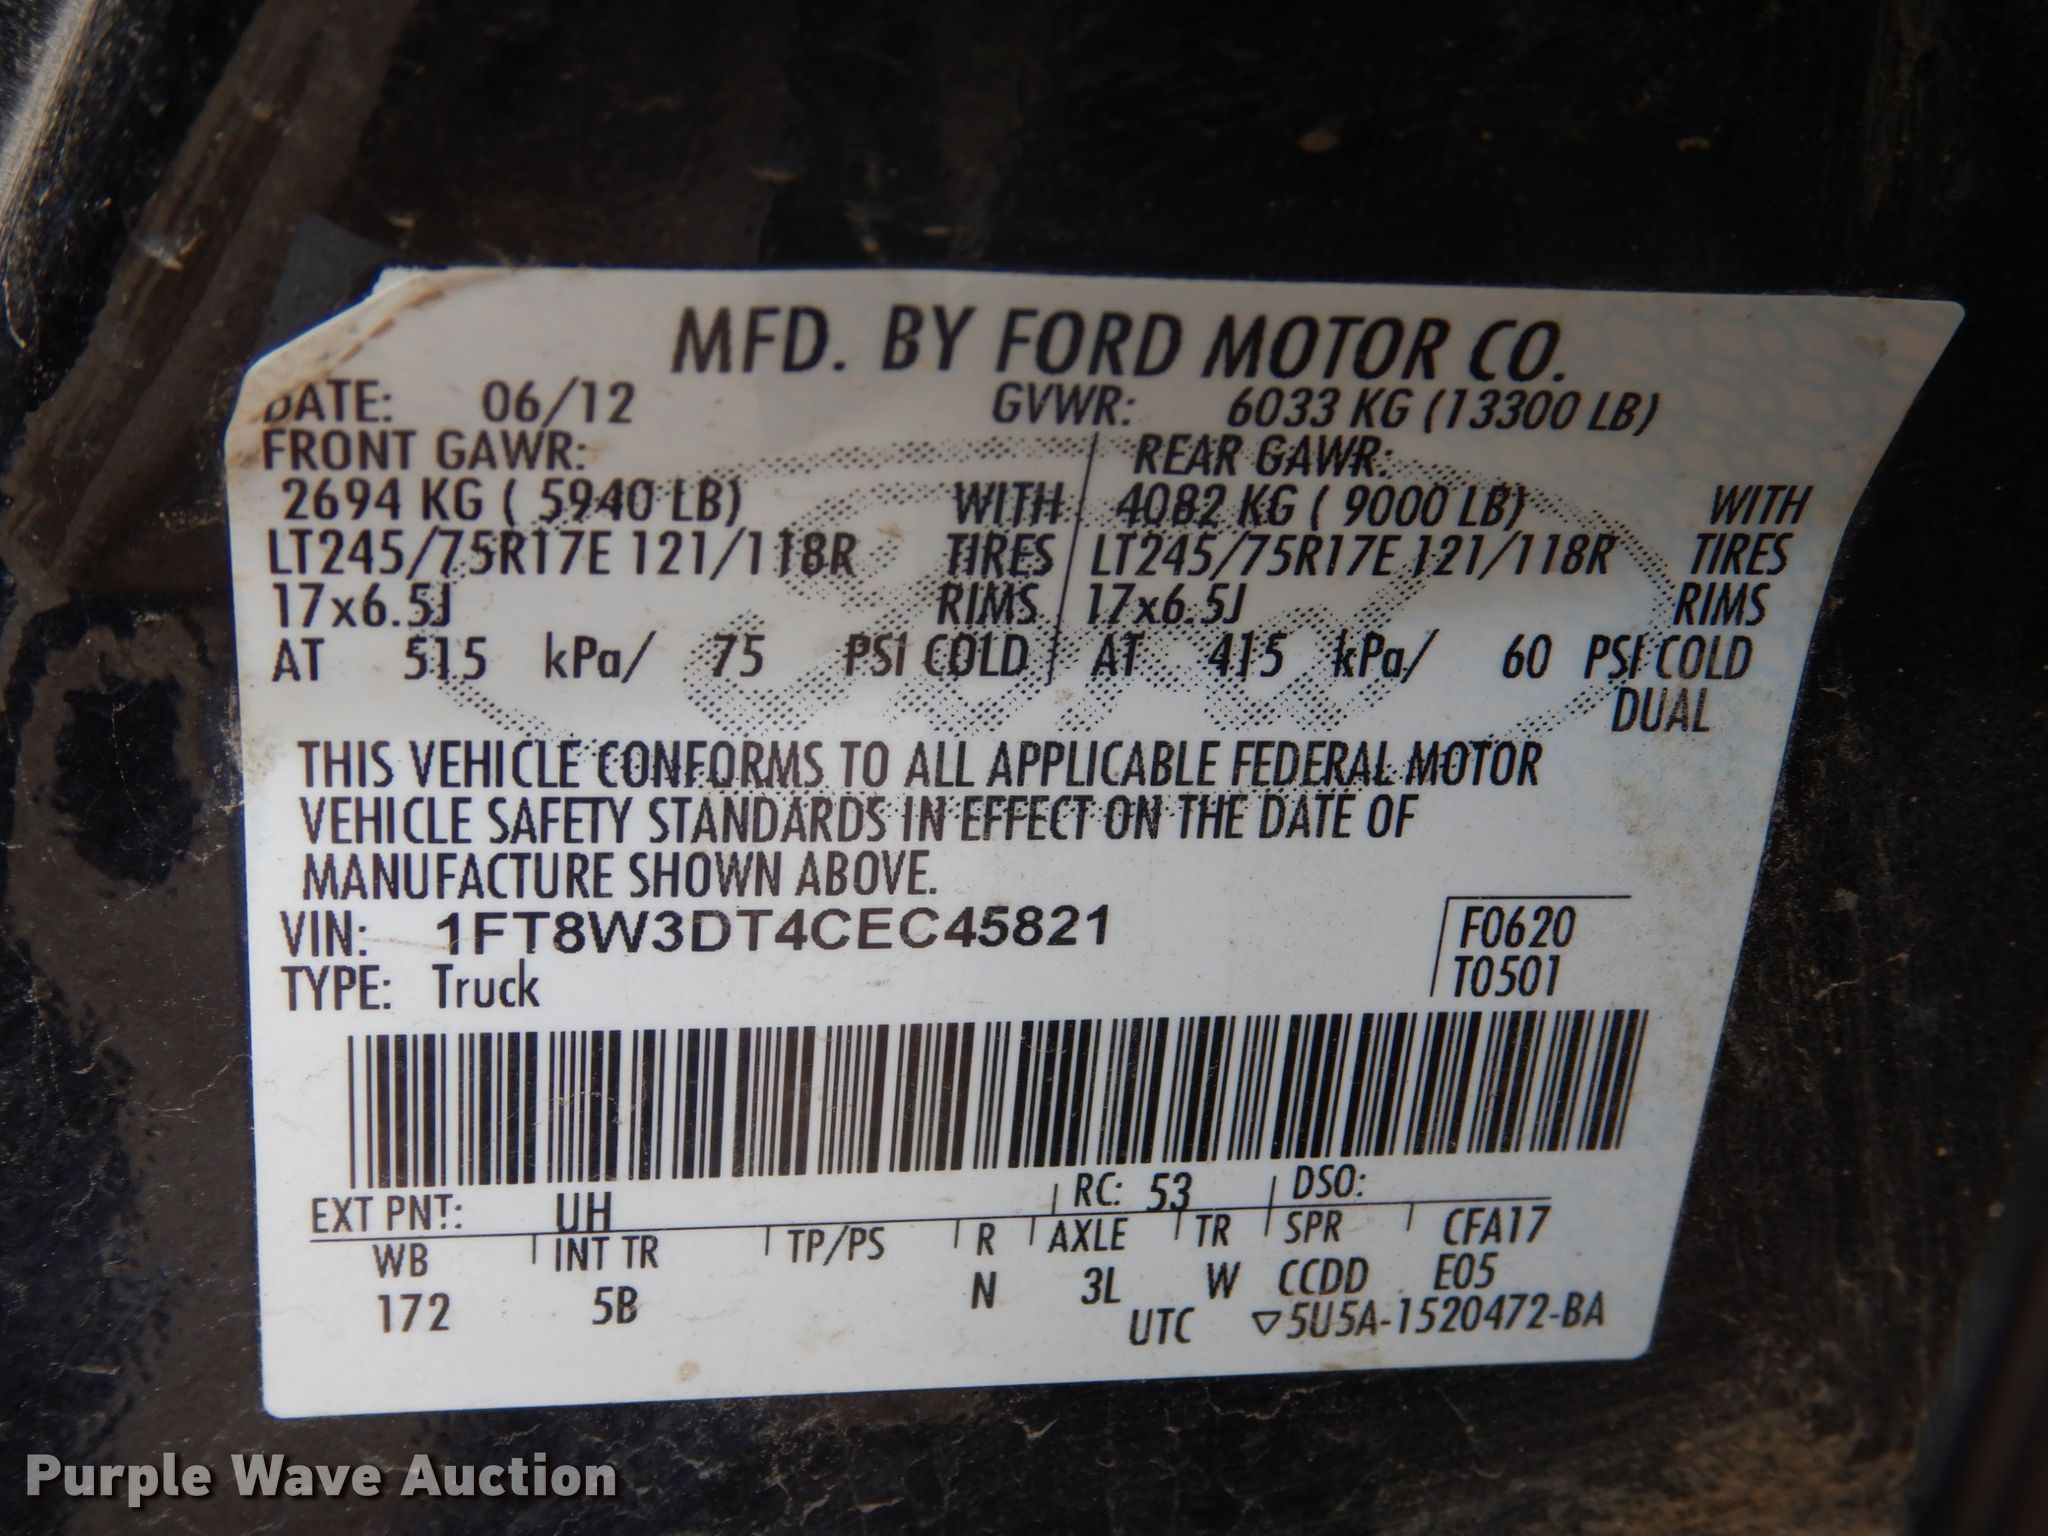 MFD. BY FORD MOTOR CO.
DATE: 06/12 GVWR: 6033 KG (13300 LB)
FRONT GAWR: REAR GAWR:
2694 KG ( 5940 LB) WITH 4082 KG ( 9000 LB) WITH
LT245/75R17E 121/118R TIRES LT245/75R17E 121/118R TIRES
17x6.5J RIMS 17x6.5J RIMS
AT 515 kPa/ 75 PSI COLD AT 415 kPa/ 60 PSI COLD
DUAL
THIS VEHICLE CONFORMS TO ALL APPLICABLE FEDERAL MOTOR
VEHICLE SAFETY STANDARDS IN EFFECT ON THE DATE OF
MANUFACTURE SHOWN ABOVE.
VIN: 1FT8W3DT4CEC45821 F0620
TYPE: Truck T0501
EXT PNT: UH RC: 53 DSO:
WB INT TR TP/PS R AXLE TR SPR CFA17
172 5B N 3L W CCDD E05
UTC ▽5U5A-1520472-BA
Purple Wave Auction